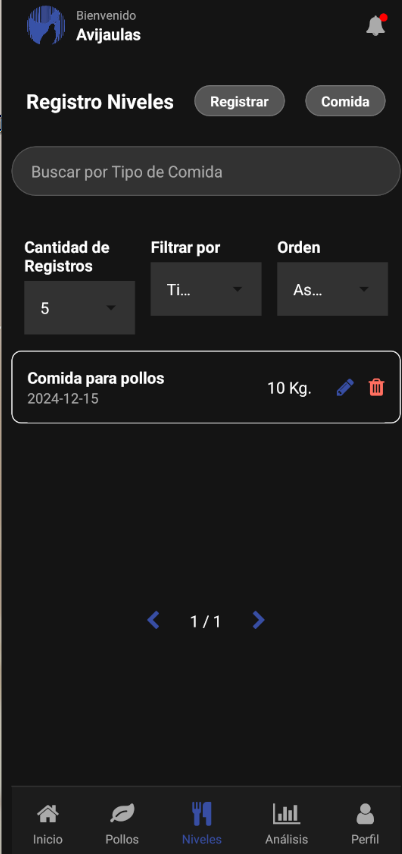 Bienvenido
Avijaulas
Registro Niveles
Registrar
Comida
Buscar por Tipo de Comida
Cantidad de
Registros
Filtrar por
Orden
5
Ti...
As...
Comida para pollos
2024-12-15
10 Kg.
1 / 1
Inicio
Pollos
Niveles
Análisis
Perfil